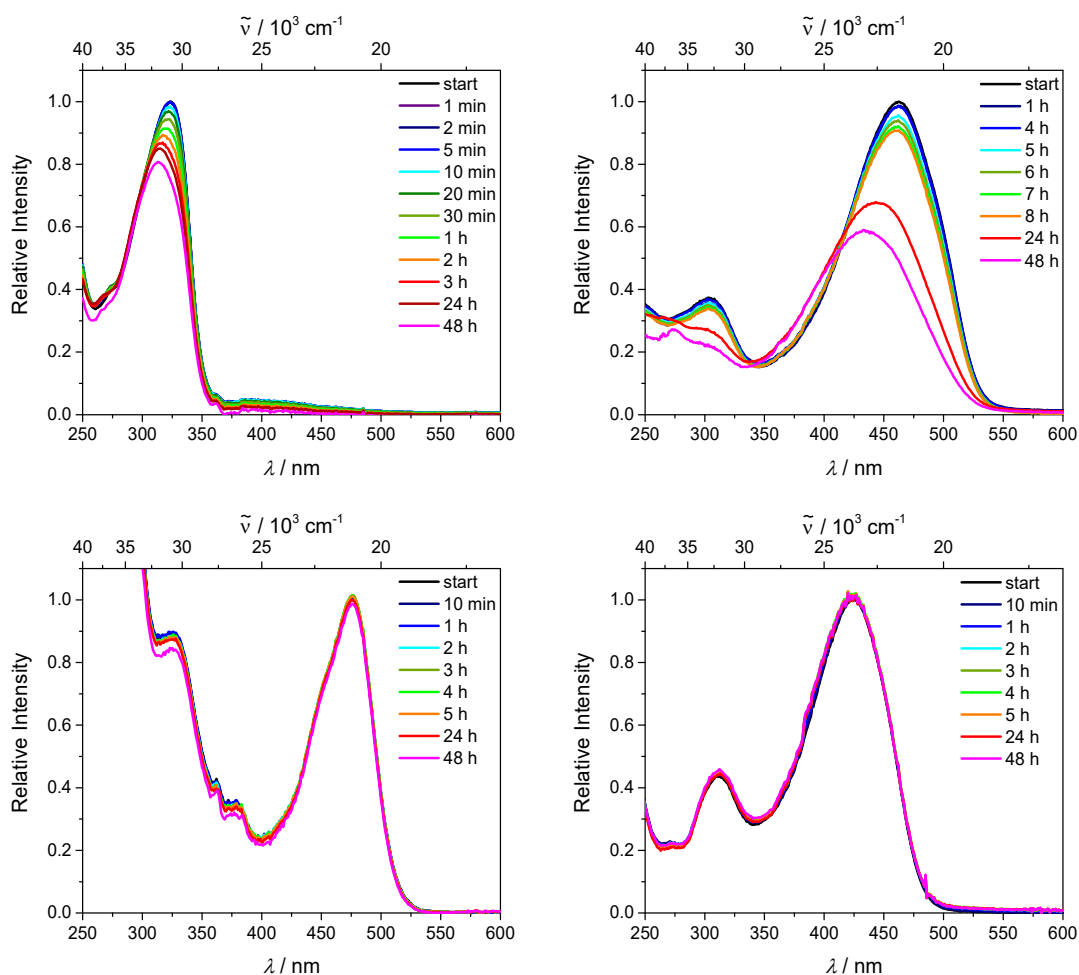 ṽ / 10³ cm⁻¹
40 35 30 25 20
Relative Intensity
1.0
0.8
0.6
0.4
0.2
0.0
250 300 350 400 450 500 550 600
λ / nm
start
1 min
2 min
5 min
10 min
20 min
30 min
1 h
2 h
3 h
24 h
48 h
ṽ / 10³ cm⁻¹
40 35 30 25 20
Relative Intensity
1.0
0.8
0.6
0.4
0.2
0.0
250 300 350 400 450 500 550 600
λ / nm
start
1 h
4 h
5 h
6 h
7 h
8 h
24 h
48 h
ṽ / 10³ cm⁻¹
40 35 30 25 20
Relative Intensity
1.0
0.8
0.6
0.4
0.2
0.0
250 300 350 400 450 500 550 600
λ / nm
start
10 min
1 h
2 h
3 h
4 h
5 h
24 h
48 h
ṽ / 10³ cm⁻¹
40 35 30 25 20
Relative Intensity
1.0
0.8
0.6
0.4
0.2
0.0
250 300 350 400 450 500 550 600
λ / nm
start
10 min
1 h
2 h
3 h
4 h
5 h
24 h
48 h